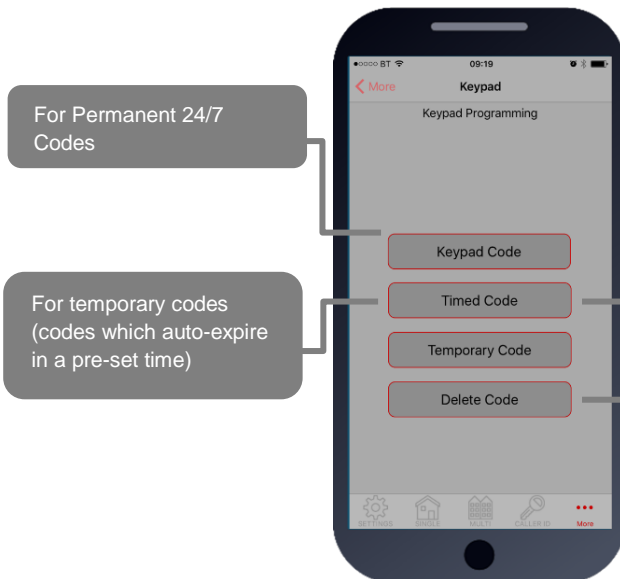 BT 09:19
More Keypad
Keypad Programming
For Permanent 24/7
Codes
Keypad Code
For temporary codes
(codes which auto-expire
in a pre-set time)
Timed Code
Temporary Code
Delete Code
SETTINGS SINGLE MULTI CALLER ID More